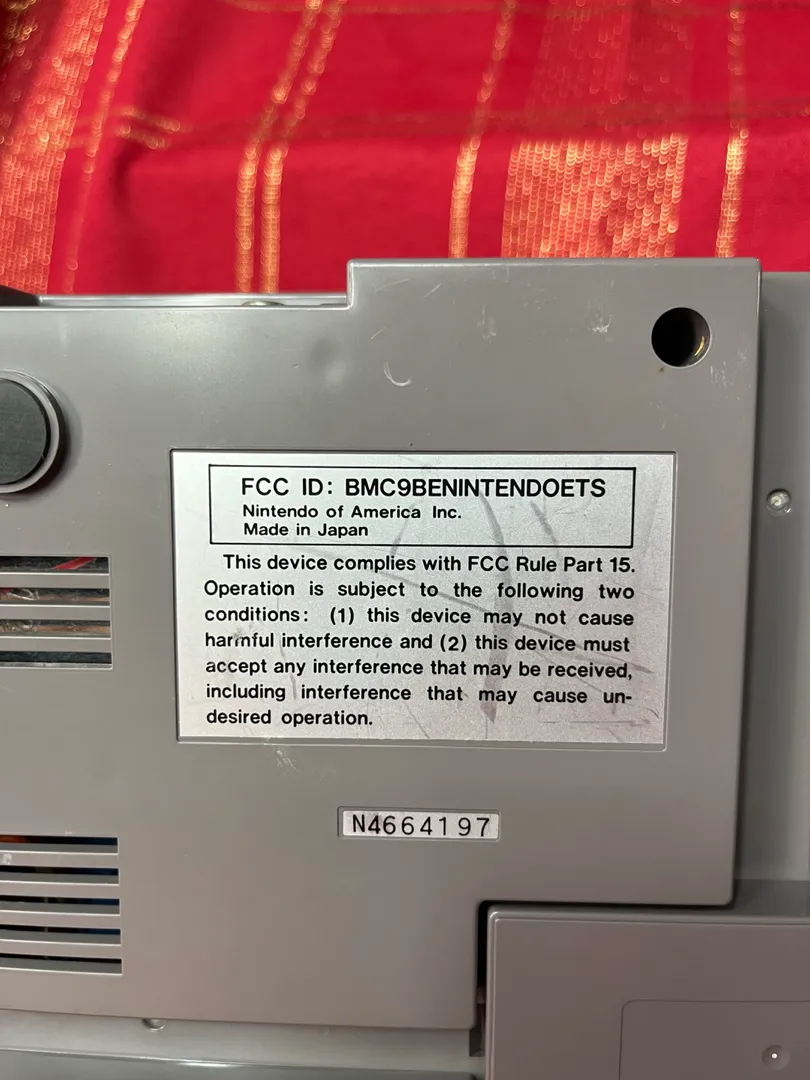 FCC ID: BMC9BENINTENDOETS
Nintendo of America Inc.
Made in Japan
This device complies with FCC Rule Part 15.
Operation is subject to the following two
conditions: (1) this device may not cause
harmful interference and (2) this device must
accept any interference that may be received,
including interference that may cause un-
desired operation.
N4664197